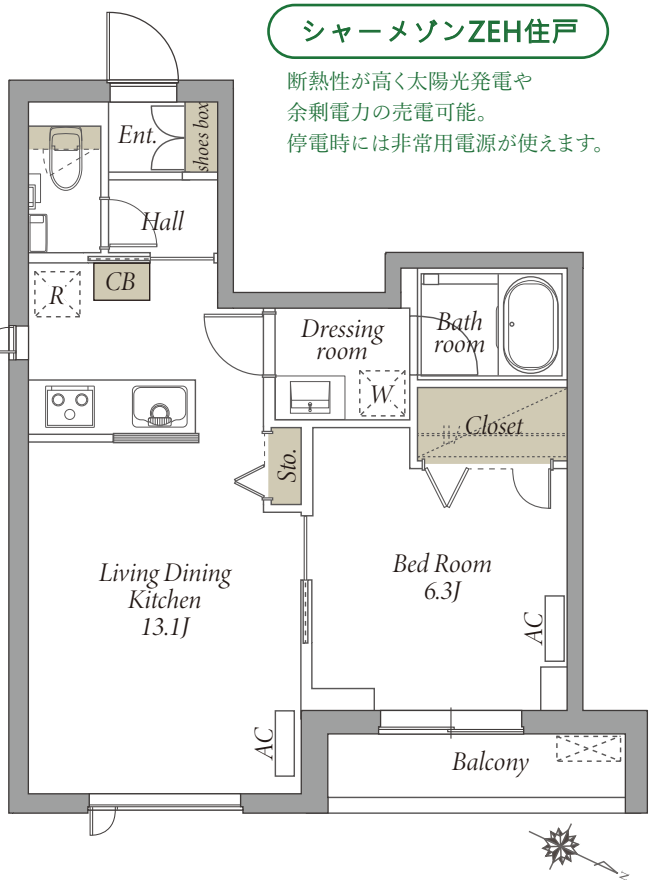 シャーメゾンZEH住戸
断熱性が高く太陽光発電や
余剰電力の売電可能。
停電時には非常用電源が使えます。
Ent.
shoes box
Hall
R
CB
Dressing
room
Bath
room
W
Closet
Sto.
Living Dining
Kitchen
13.1J
Bed Room
6.3J
AC
AC
Balcony
N